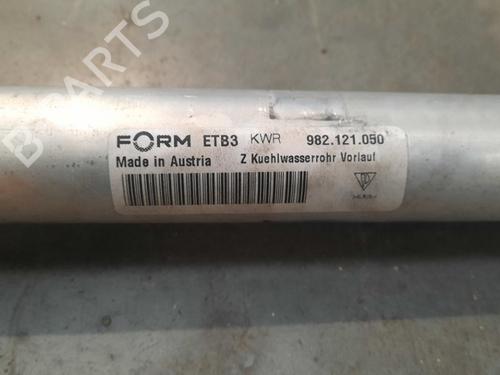 B-PARTS
FORM ETB3 KWR 982.121.050
Made in Austria Z Kuehlwasserrohr Vorlauf